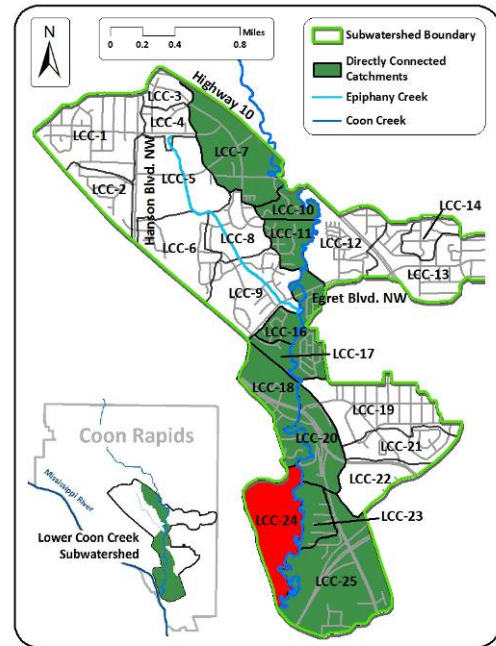 N
Miles
0 0.2 0.4 0.8
Subwatershed Boundary
Directly Connected
Catchments
Epiphany Creek
Coon Creek
Highway 10
LCC-3
LCC-4
LCC-1
LCC-7
LCC-5
LCC-2
Hanson Blvd. NW
LCC-10
LCC-14
LCC-11
LCC-12
LCC-8
LCC-6
LCC-13
LCC-9
Egret Blvd. NW
LCC-16
LCC-17
LCC-18
LCC-19
LCC-20
LCC-21
LCC-22
LCC-24
LCC-23
LCC-25
Coon Rapids
Mississippi River
Lower Coon Creek
Subwatershed